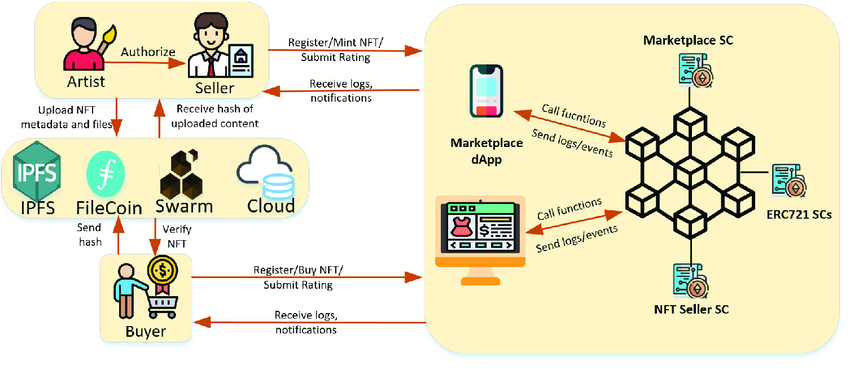 Authorize
Artist
Seller
Register/Mint NFT/
Submit Rating
Receive logs,
notifications
Upload NFT
metadata and files
Receive hash of
uploaded content
IPFS
IPFS
FileCoin
Swarm
Cloud
Send
hash
Verify
NFT
Buyer
Register/Buy NFT/
Submit Rating
Receive logs,
notifications
Marketplace
dApp
Call fucntions
Send logs/events
Call functions
Send logs/events
Marketplace SC
ERC721 SCs
NFT Seller SC